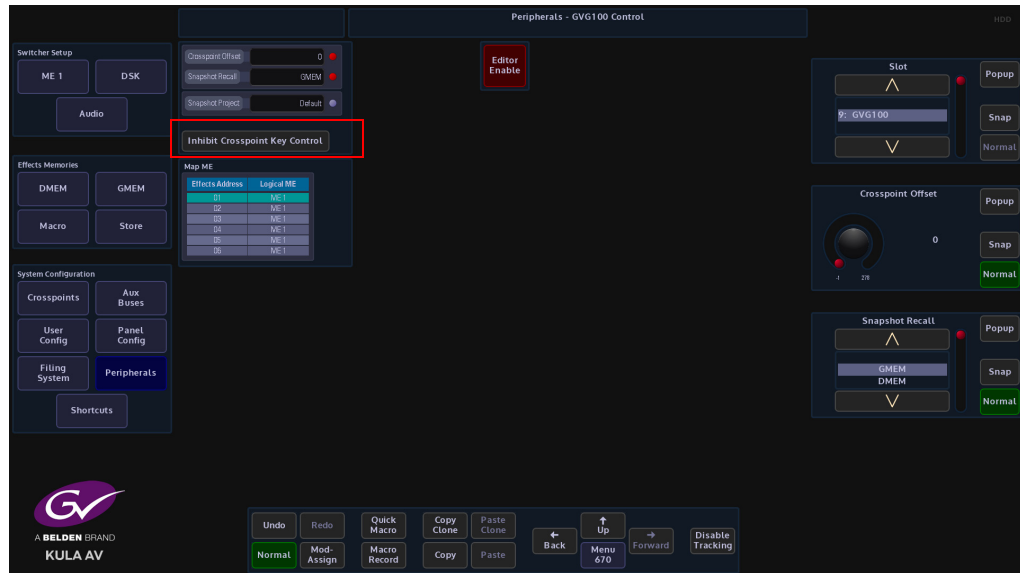 Peripherals - GVG100 Control
HDD
Switcher Setup
ME 1
DSK
Audio
Effects Memories
DMEM
GMEM
Macro
Store
System Configuration
Crosspoints
Aux
Buses
User
Config
Panel
Config
Filing
System
Peripherals
Shortcuts
Crosspoint Offset
0
Snapshot Recall
GMEM
Snapshot Project
Default
Inhibit Crosspoint Key Control
Map ME
Effects Address Logical ME
01 ME 1
02 ME 1
03 ME 1
04 ME 1
05 ME 1
06 ME 1
Editor
Enable
Slot
9: GVG100
Popup
Snap
Normal
Crosspoint Offset
0
-1 278
Popup
Snap
Normal
Snapshot Recall
GMEM
DMEM
Popup
Snap
Normal
GV
A BELDEN BRAND
KULA AV
Undo
Redo
Quick
Macro
Copy
Clone
Paste
Clone
Normal
Mod-
Assign
Macro
Record
Copy
Paste
Back
Up
Menu
670
Forward
Disable
Tracking